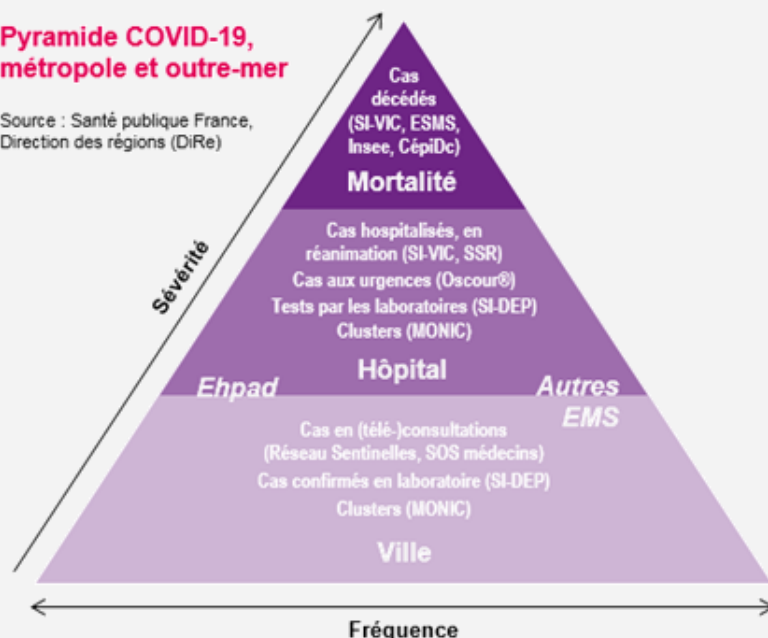 Pyramide COVID-19,
métropole et outre-mer
Source : Santé publique France,
Direction des régions (DiRe)
Sévérité
Cas
décédés
(SI-VIC, ESMS,
Insee, CépiDc)
Mortalité
Cas hospitalisés, en
réanimation (SI-VIC, SSR)
Cas aux urgences (Oscour®)
Tests par les laboratoires (SI-DEP)
Clusters (MONIC)
Hôpital
Ehpad
Autres
EMS
Cas en (télé-)consultations
(Réseau Sentinelles, SOS médecins)
Cas confirmés en laboratoire (SI-DEP)
Clusters (MONIC)
Ville
Fréquence